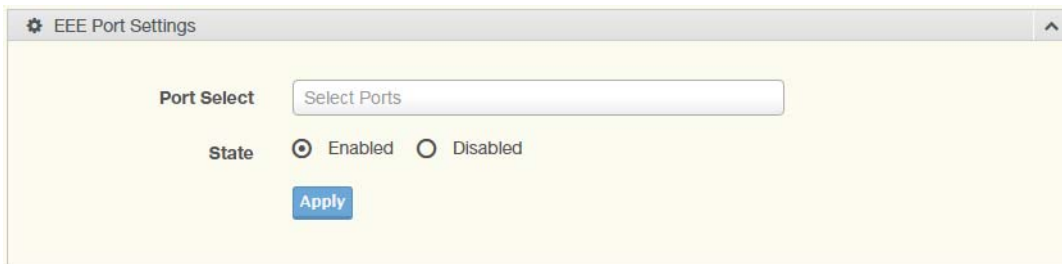 EEE Port Settings
Port Select Select Ports
State Enabled Disabled
Apply